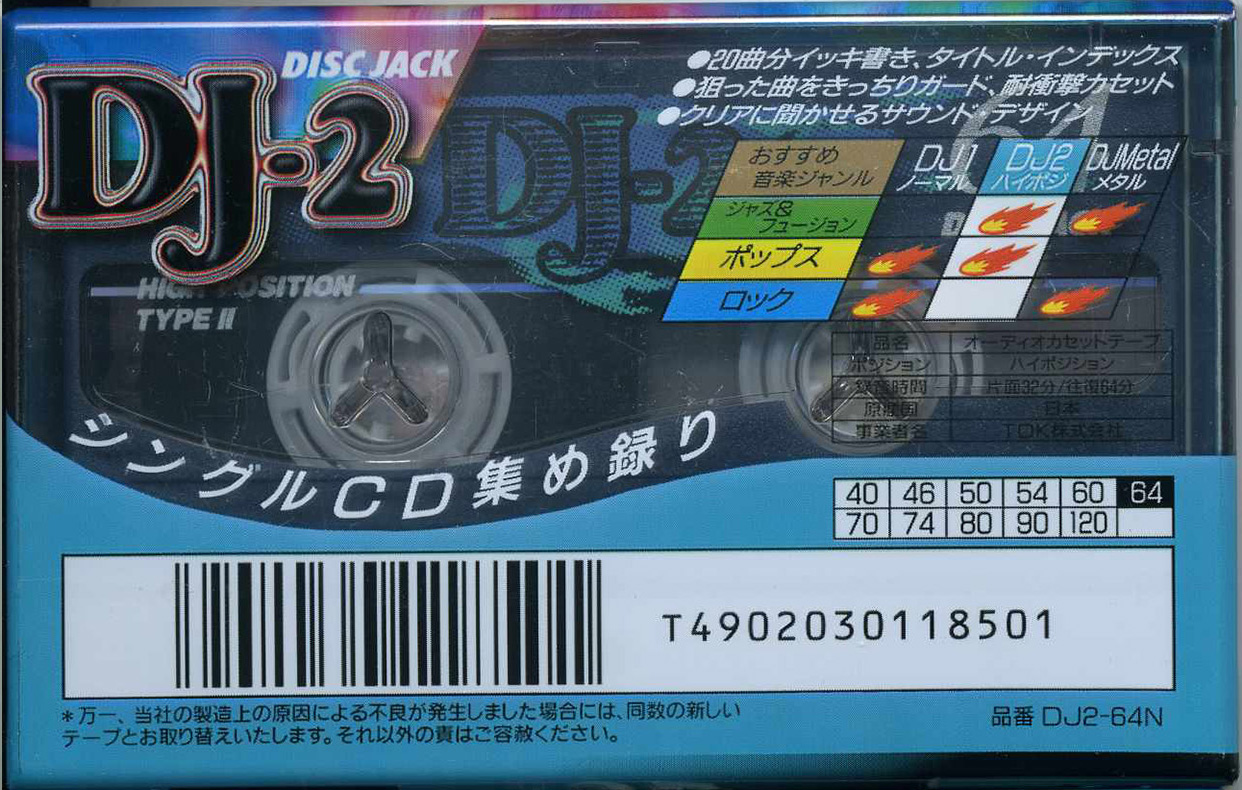 DISC JACK
DJ-2
●20曲分イッキ書き、タイトル・インデックス
●狙った曲をきっちりガード、耐衝撃カセット
●クリアに聞かせるサウンド・デザイン
64
DJ-2
おすすめ
音楽ジャンル
DJ1
ノーマル
DJ2
ハイポジ
DJMetal
メタル
ジャズ&
フュージョン
ポップス
ロック
HIGH POSITION
TYPE II
品名 オーディオカセットテープ
ポジション ハイポジション
録音時間 片面32分/往復64分
原産国 日本
事業者名 TDK株式会社
シングルCD集め録り
40 46 50 54 60 64
70 74 80 90 120
T4902030118501
*万一、当社の製造上の原因による不良が発生しました場合には、同数の新しい
テープとお取り替えいたします。それ以外の責はご容赦ください。
品番 DJ2-64N